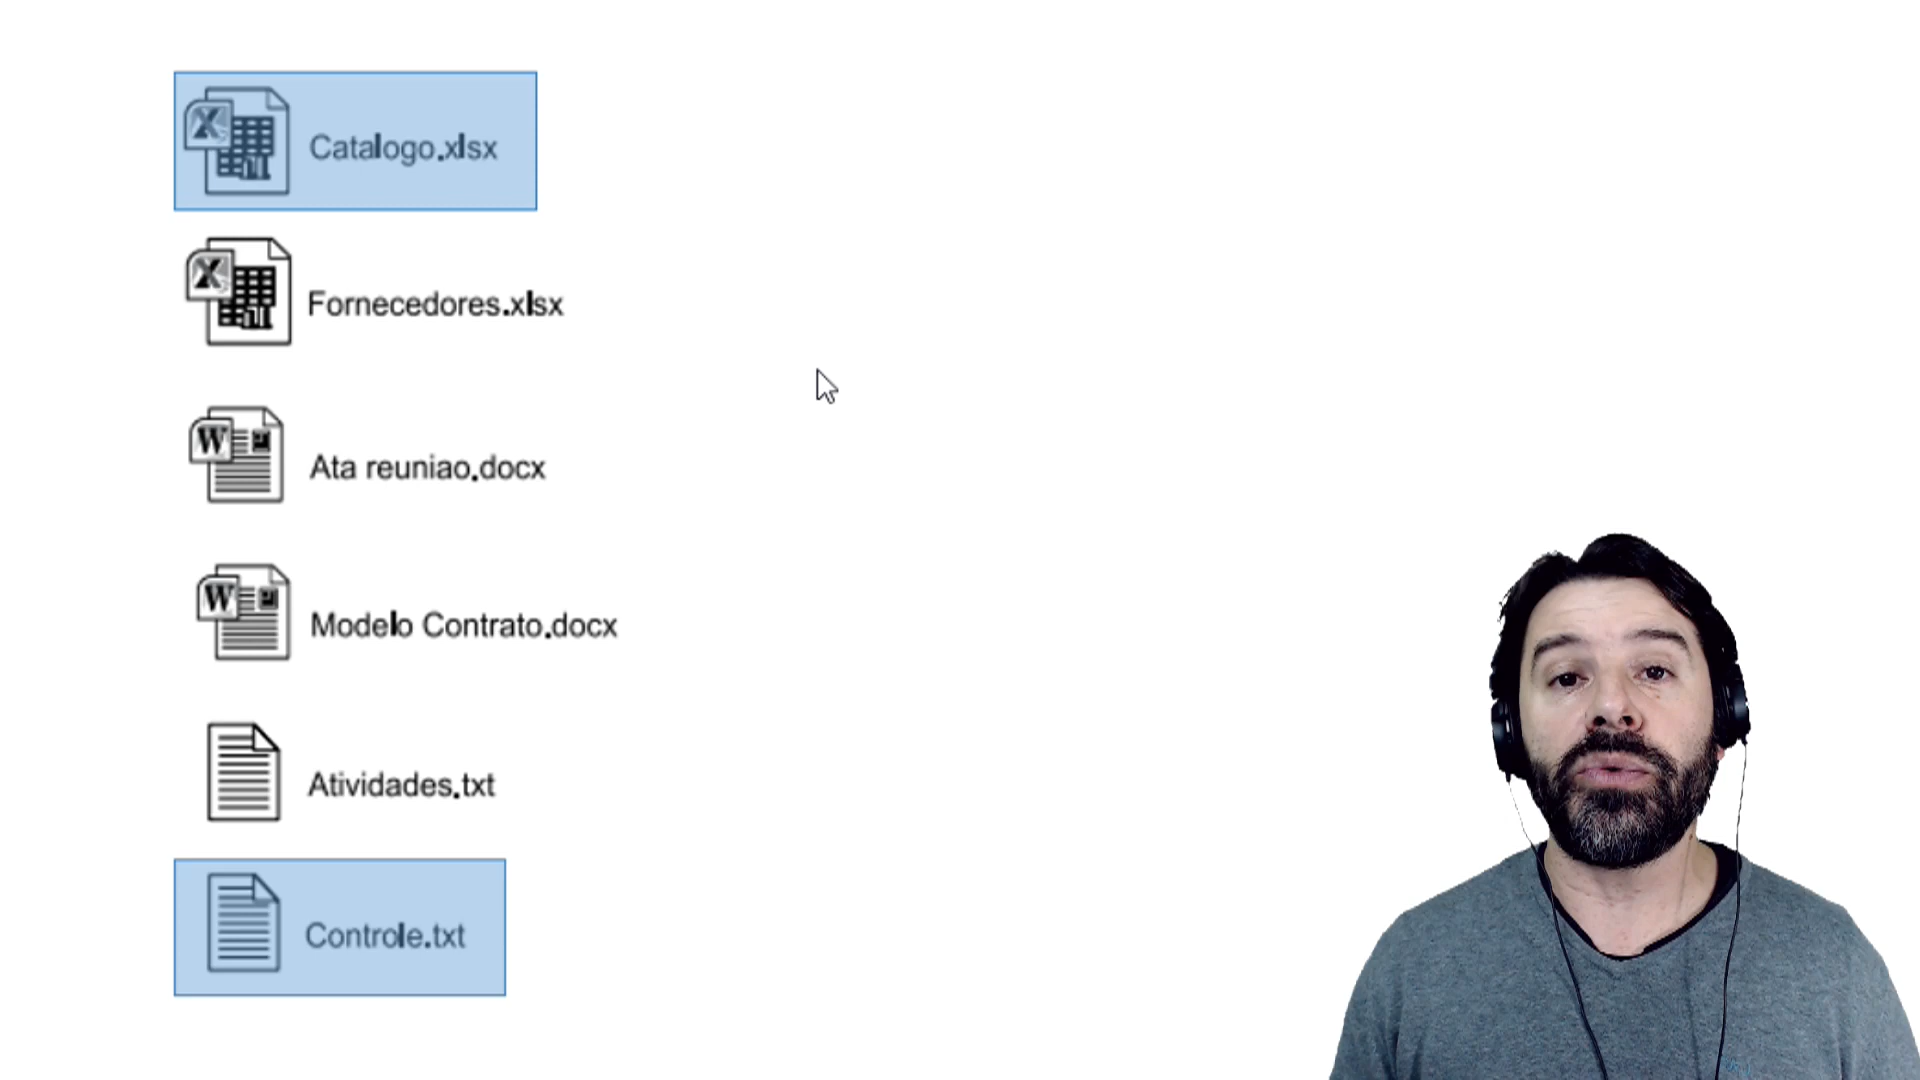 Catalogo.xlsx
Fornecedores.xlsx
Ata reuniao.docx
Modelo Contrato.docx
Atividades.txt
Controle.txt